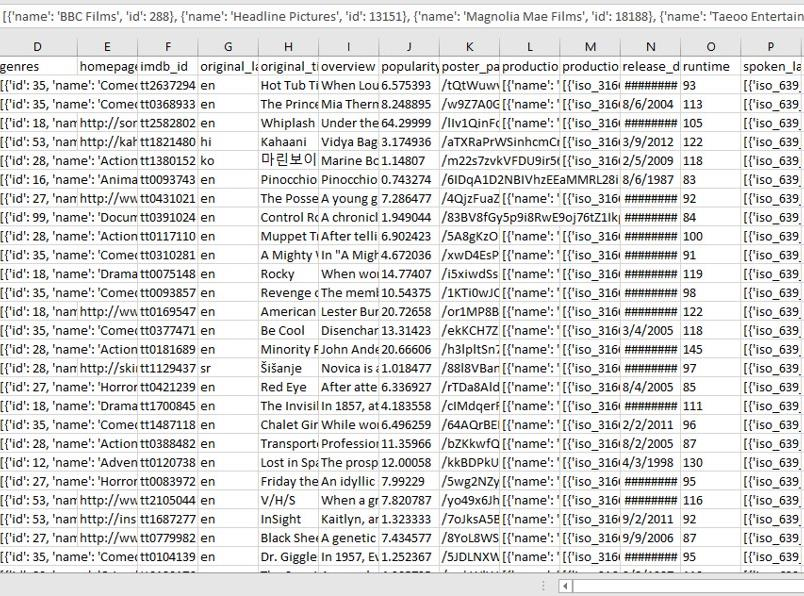 [{'name': 'BBC Films', 'id': 288}, {'name': 'Headline Pictures', 'id': 13151}, {'name': 'Magnolia Mae Films', 'id': 18188}, {'name': 'Taeoo Entertain
D E F G H I J K L M N O P
genres homepage imdb_id original_la original_ti overview popularity poster_pa productio productio release_d runtime spoken_la
[{'id': 35, 'name': 'Comed tt2637294 en Hot Tub Ti When Lou 6.575393 /tQtWuwv [{'name': ' [{'iso_316 ######## 93 [{'iso_639_
[{'id': 35, 'name': 'Comed tt0368933 en The Prince Mia Therm 8.248895 /w9Z7A0G [{'name': ' [{'iso_316 8/6/2004 113 [{'iso_639_
[{'id': 18, 'nam http://son tt2582802 en Whiplash Under the 64.29999 /lIv1QinFc [{'name': ' [{'iso_316 ######## 105 [{'iso_639_
[{'id': 53, 'nam http://kah tt1821480 hi Kahaani Vidya Bag 3.174936 /aTXRaPrWSinhcmCr [{'name': ' [{'iso_316 3/9/2012 122 [{'iso_639_
[{'id': 28, 'name': 'Action tt1380152 ko 마린보이 Marine Bo 1.14807 /m22s7zvkVFDU9ir56 [{'iso_316 2/5/2009 118 [{'iso_639_
[{'id': 16, 'name': 'Anima tt0093743 en Pinocchio Pinocchio 0.743274 /6IDqA1D2NBIVhzEEaMMRL28i 8/6/1987 83 [{'iso_639_
[{'id': 27, 'nam http://ww tt0431021 en The Posse A young g 7.286477 /4QjzFuaZ [{'name': ' [{'iso_316 ######## 92 [{'iso_639_
[{'id': 99, 'name': 'Docum tt0391024 en Control Ro A chronicl 1.949044 /83BV8fGy5p9i8RwE9oj76tZ1Ik [{'iso_316 ######## 84 [{'iso_639_
[{'id': 28, 'name': 'Action tt0117110 en Muppet Tr After telli 6.902423 /5A8gKzO [{'name': ' [{'iso_316 ######## 100 [{'iso_639_
[{'id': 35, 'name': 'Comed tt0310281 en A Mighty W In "A Migh 4.672036 /xwD4EsP [{'name': ' [{'iso_316 ######## 91 [{'iso_639_
[{'id': 18, 'name': 'Drama tt0075148 en Rocky When wor 14.77407 /i5xiwdSs [{'name': ' [{'iso_316 ######## 119 [{'iso_639_
[{'id': 35, 'name': 'Comed tt0093857 en Revenge o The memb 10.54375 /1KTi0wJC [{'name': ' [{'iso_316 ######## 98 [{'iso_639_
[{'id': 18, 'nam http://ww tt0169547 en American Lester Bur 20.72658 /or1MP8B [{'name': ' [{'iso_316 ######## 122 [{'iso_639_
[{'id': 35, 'name': 'Comed tt0377471 en Be Cool Disenchar 13.31423 /ekKCH7Z [{'name': ' [{'iso_316 3/4/2005 118 [{'iso_639_
[{'id': 28, 'name': 'Action tt0181689 en Minority R John Ande 20.66606 /h3lpltSn7 [{'name': ' [{'iso_316 ######## 145 [{'iso_639_
[{'id': 28, 'nam http://ski tt1129437 sr Šišanje Novica is a 1.018477 /88l8VBan [{'name': ' [{'iso_316 ######## 97 [{'iso_639_
[{'id': 27, 'name': 'Horror tt0421239 en Red Eye After atte 6.336927 /rTDa8Ald [{'name': ' [{'iso_316 8/4/2005 85 [{'iso_639_
[{'id': 18, 'name': 'Drama tt1700845 en The Invisil In 1857, at 4.183558 /cIMdqerF [{'name': ' [{'iso_316 ######## 111 [{'iso_639_
[{'id': 35, 'name': 'Comed tt1487118 en Chalet Gir While wor 6.496259 /64AQrBEI [{'name': ' [{'iso_316 2/2/2011 96 [{'iso_639_
[{'id': 28, 'name': 'Action tt0388482 en Transport Professior 11.35966 /bZKkwfQ [{'name': ' [{'iso_316 8/2/2005 87 [{'iso_639_
[{'id': 12, 'name': 'Adven tt0120738 en Lost in Spa The prosp 12.00058 /kkBDPkU [{'name': ' [{'iso_316 4/3/1998 130 [{'iso_639_
[{'id': 27, 'name': 'Horror tt0083972 en Friday the An idyllic 7.99229 /5wg2NZy [{'name': ' [{'iso_316 ######## 95 [{'iso_639_
[{'id': 53, 'nam http://ww tt2105044 en V/H/S When a gr 7.820787 /yo49x6Jh [{'name': ' [{'iso_316 ######## 116 [{'iso_639_
[{'id': 53, 'nam http://ins tt1687277 en InSight Kaitlyn, ar 1.323333 /7oJksA5B [{'name': ' [{'iso_316 9/2/2011 92 [{'iso_639_
[{'id': 27, 'nam http://ww tt0779982 en Black Shee A genetic 7.434577 /8YoL8WS [{'name': ' [{'iso_316 9/9/2006 87 [{'iso_639_
[{'id': 35, 'name': 'Comed tt0104139 en Dr. Giggle In 1957, Ev 1.252367 /5JDLNXW [{'name': ' [{'iso_316 ######## 95 [{'iso_639_